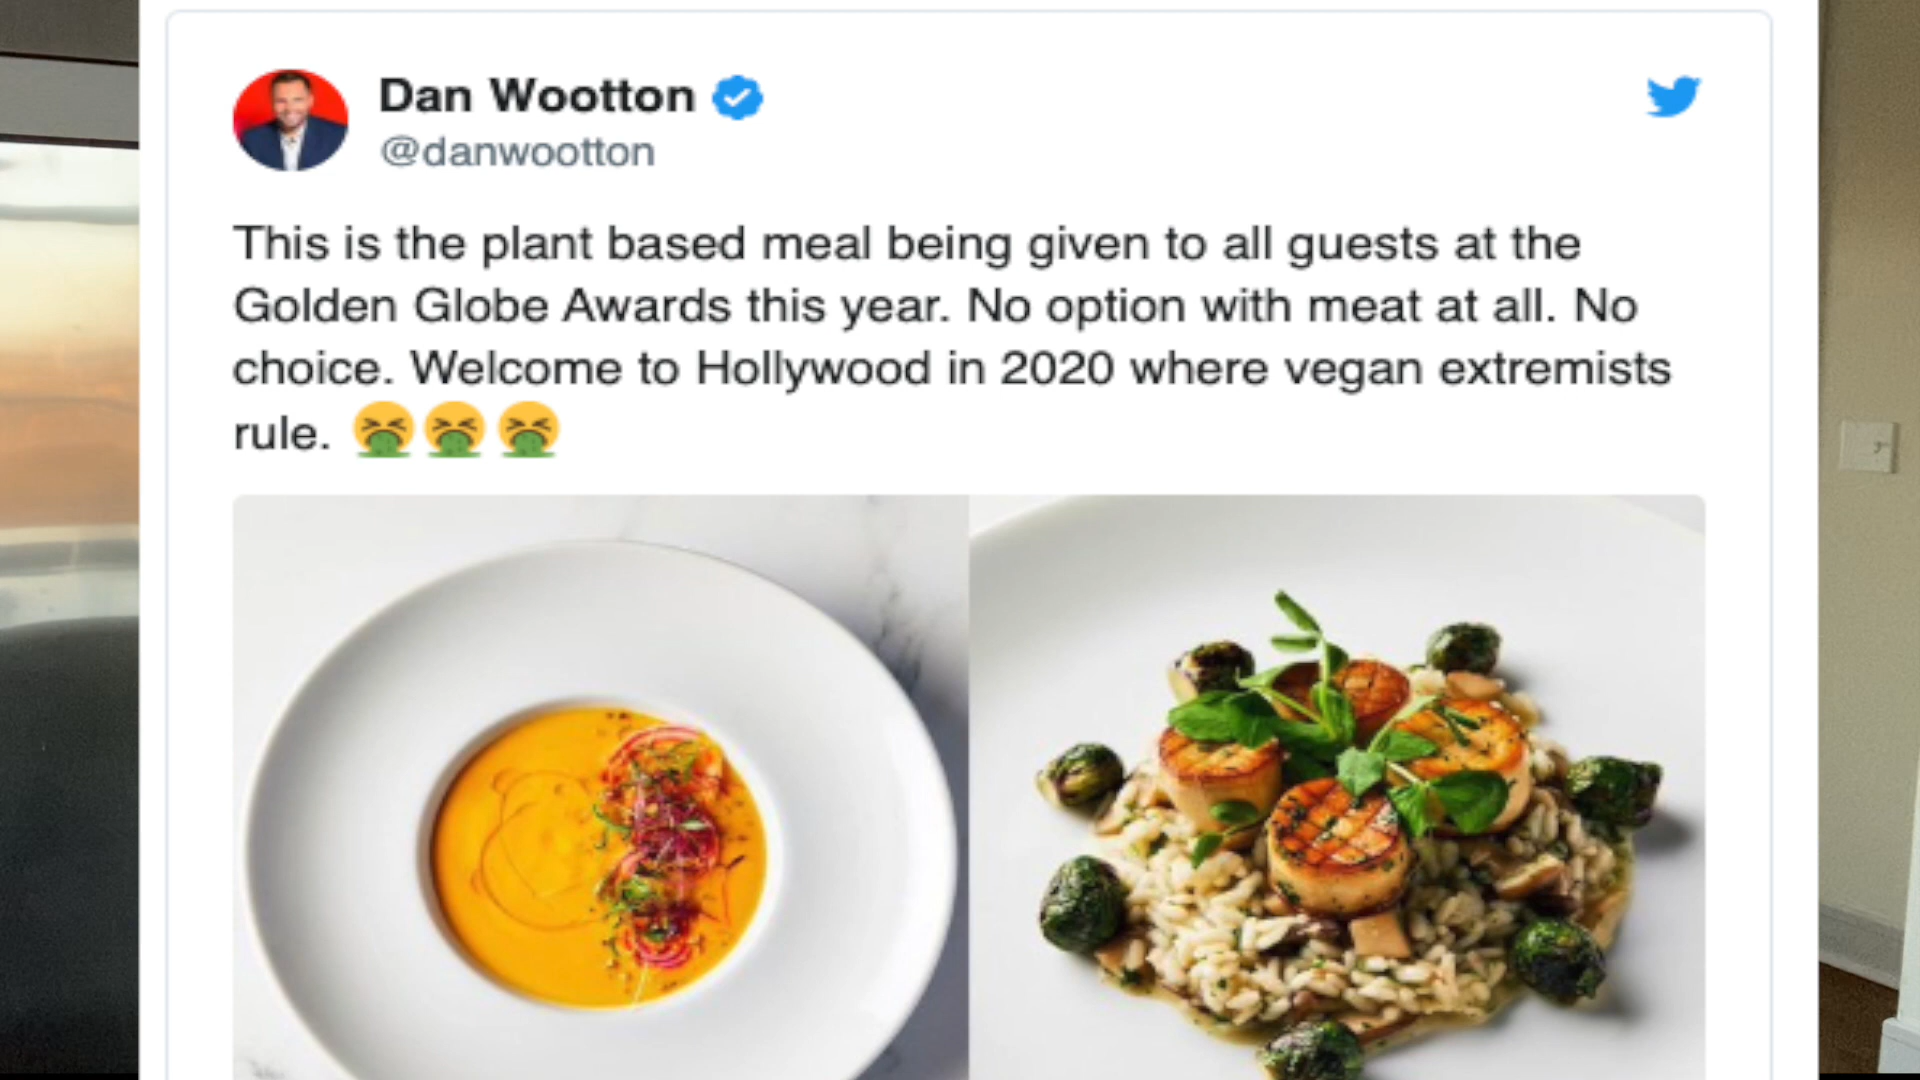 Dan Wootton
@danwootton
This is the plant based meal being given to all guests at the
Golden Globe Awards this year. No option with meat at all. No
choice. Welcome to Hollywood in 2020 where vegan extremists
rule. 🤮🤮🤮